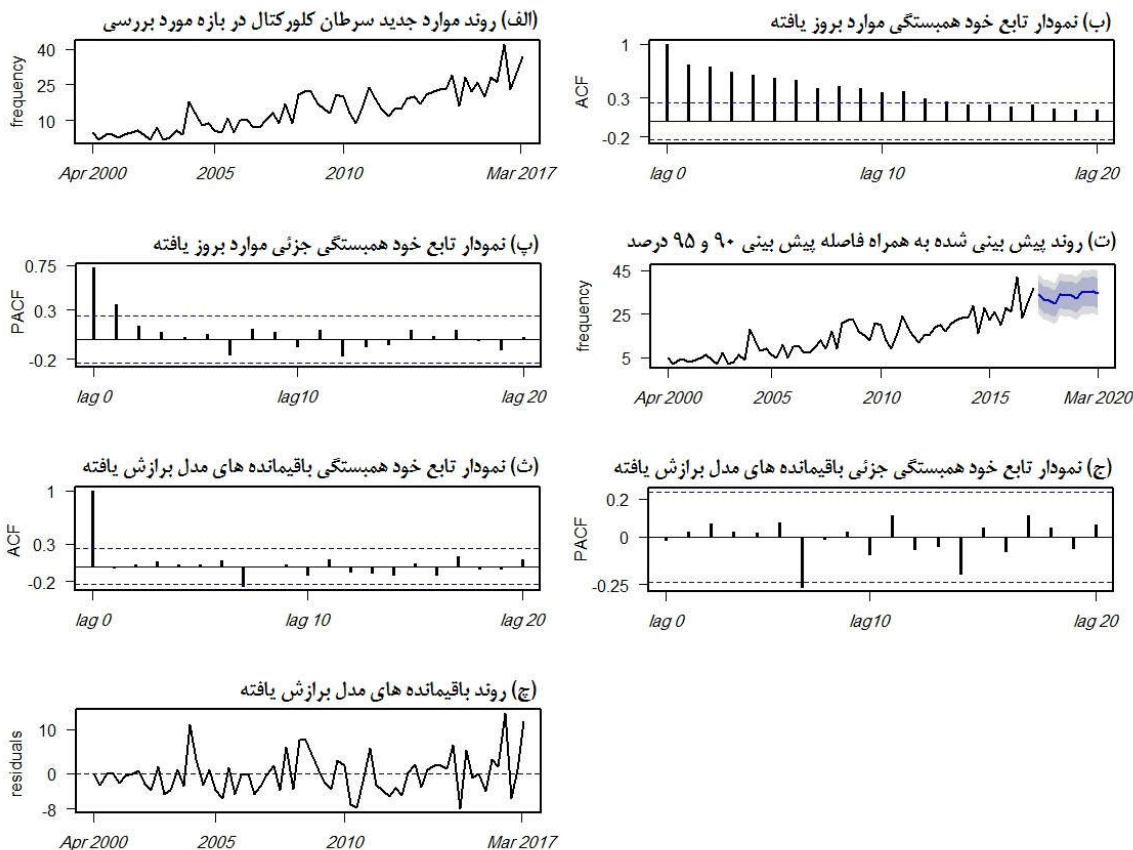 (الف) روند موارد جدید سرطان کلورکتال در بازه مورد بررسی
frequency
40
25
10
Apr 2000 2005 2010 Mar 2017
(ب) نمودار تابع خود همبستگی موارد بروز یافته
ACF
1
0.3
-0.2
lag 0 lag 10 lag 20
(پ) نمودار تابع خود همبستگی جزئی موارد بروز یافته
PACF
0.75
0.3
-0.2
lag 0 lag10 lag 20
(ت) روند پیش بینی شده به همراه فاصله پیش بینی ۹۰ و ۹۵ درصد
frequency
45
25
5
Apr 2000 2005 2010 2015 Mar 2020
(ث) نمودار تابع خود همبستگی باقیمانده های مدل برازش یافته
ACF
1
0.3
-0.2
lag 0 lag 10 lag 20
(ج) نمودار تابع خود همبستگی جزئی باقیمانده های مدل برازش یافته
PACF
0.2
0
-0.25
lag 0 lag10 lag 20
(چ) روند باقیمانده های مدل برازش یافته
residuals
10
0
-8
Apr 2000 2005 2010 Mar 2017